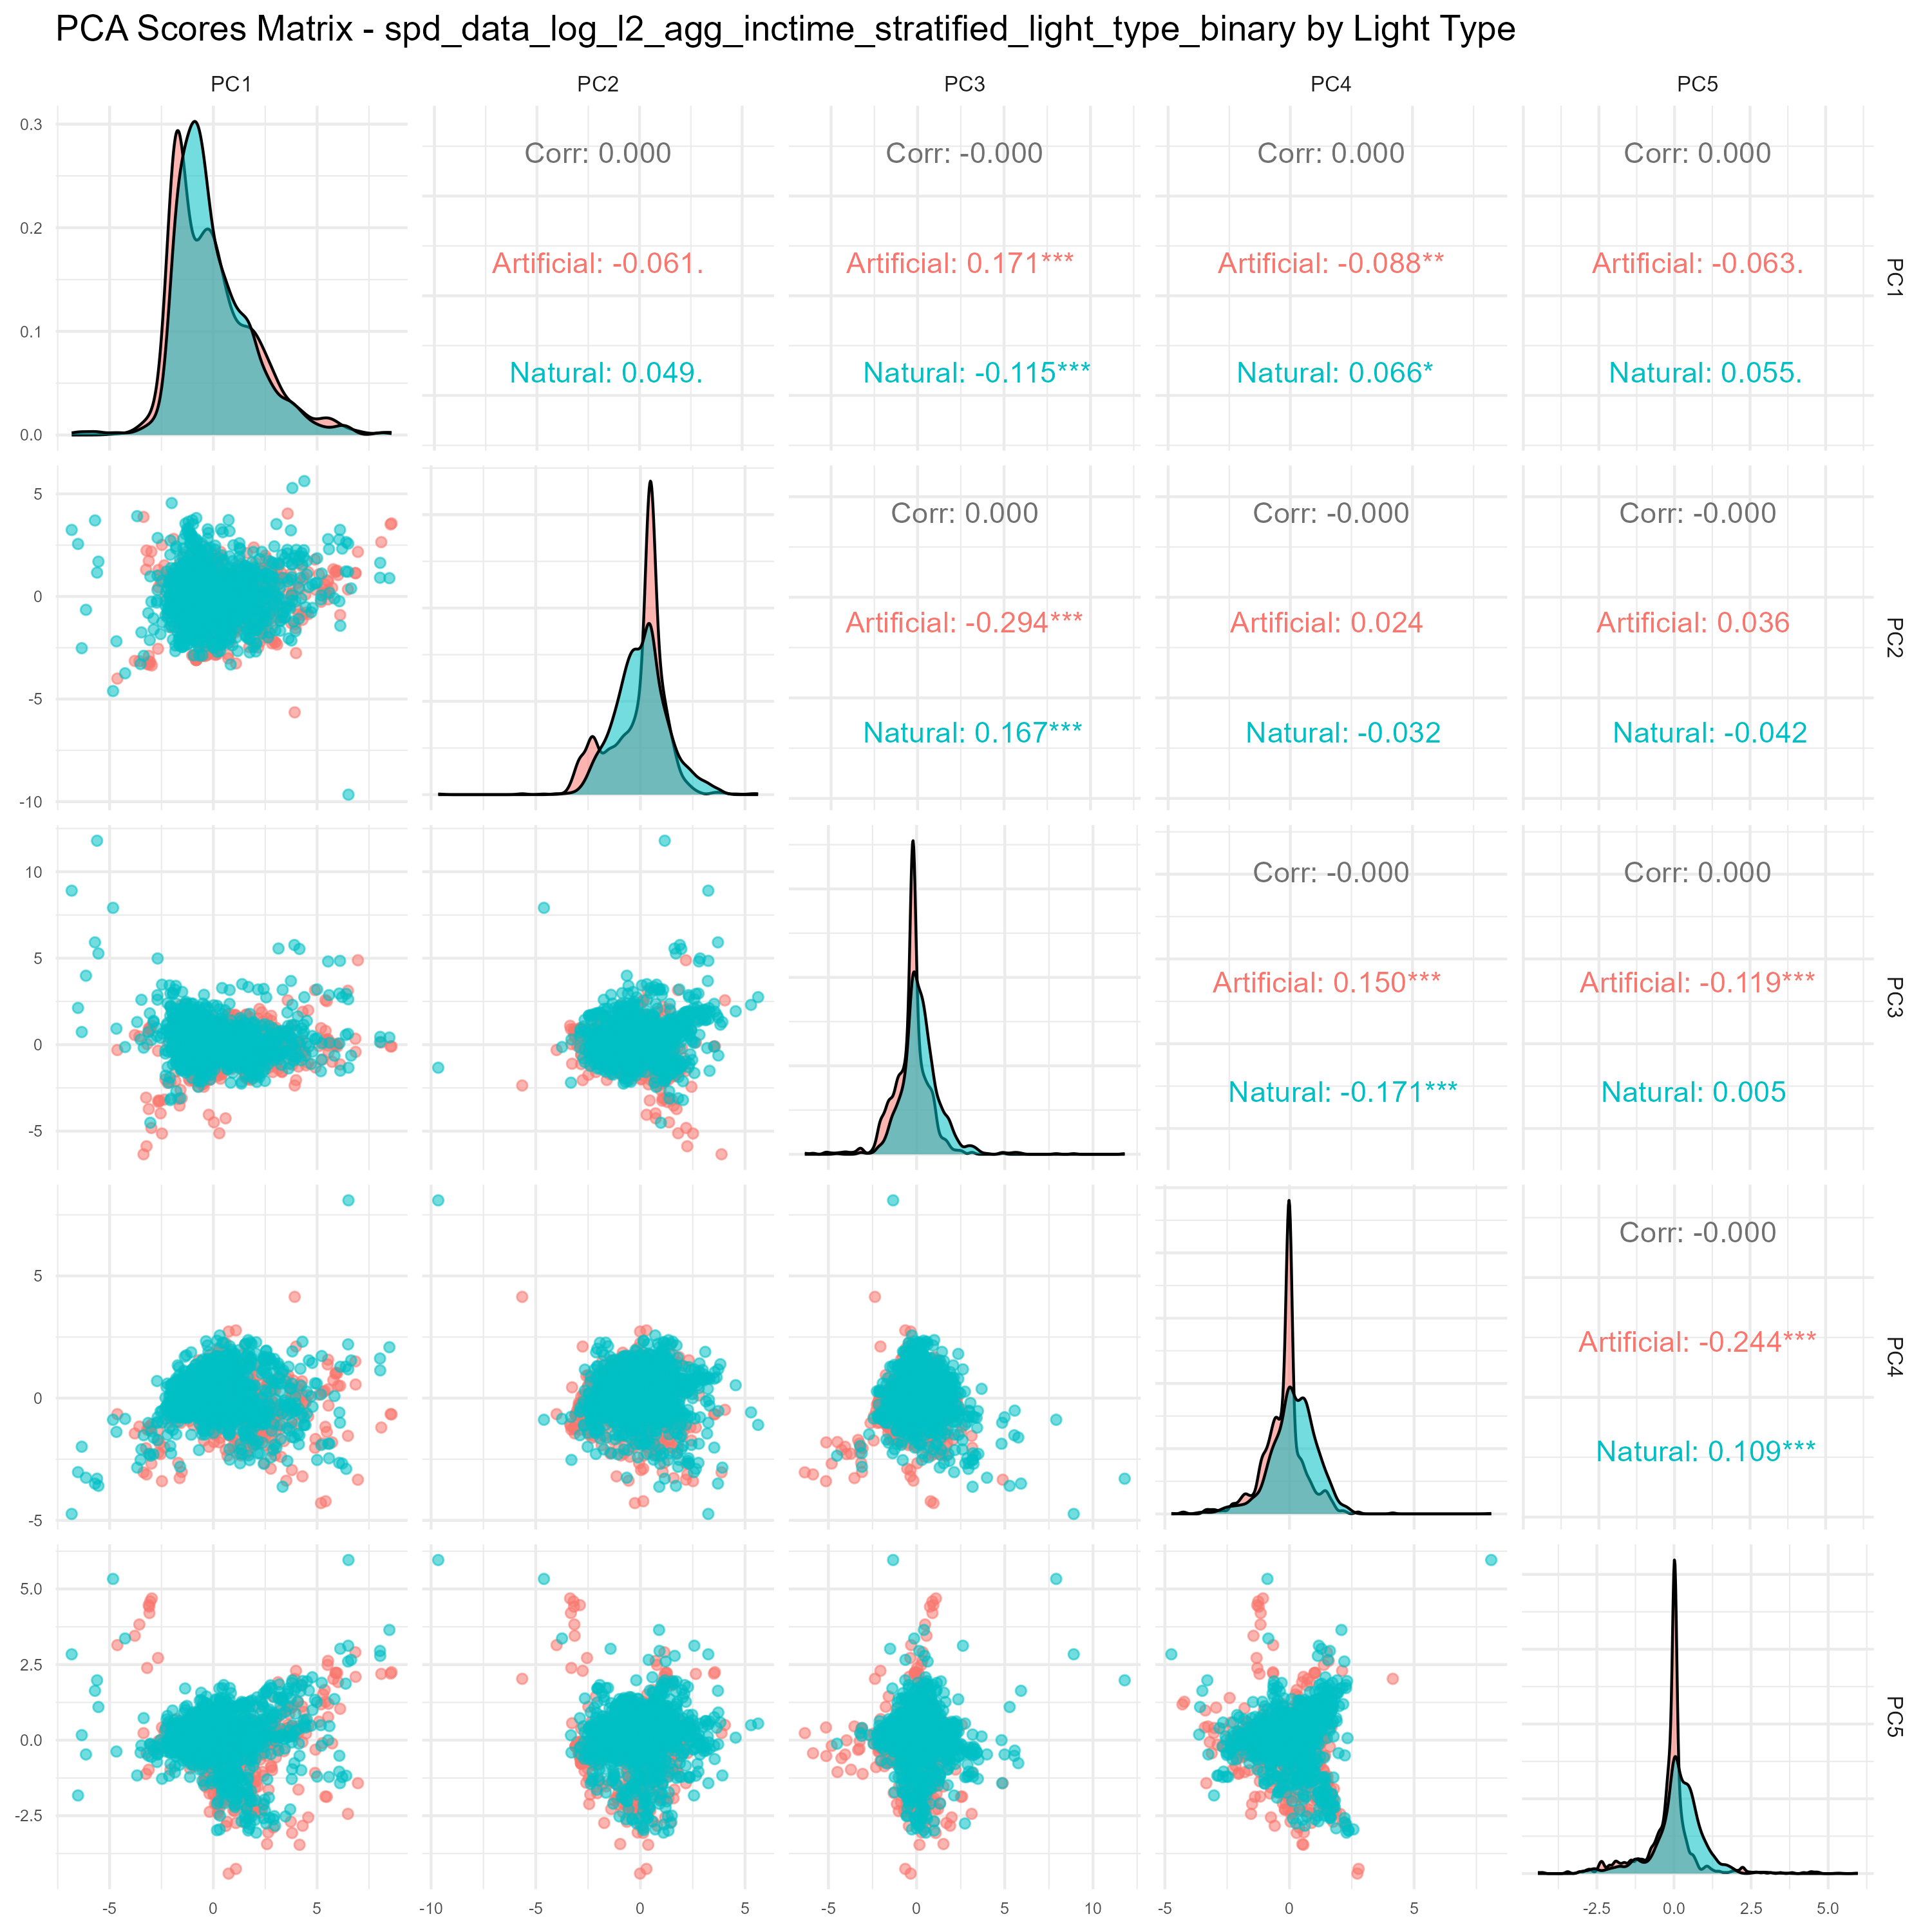 PCA Scores Matrix - spd_data_log_l2_agg_inctime_stratified_light_type_binary by Light Type
PC1 PC2 PC3 PC4 PC5
0.3
0.2
0.1
0.0
Corr: 0.000
Artificial: -0.061.
Natural: 0.049.
Corr: -0.000
Artificial: 0.171***
Natural: -0.115***
Corr: 0.000
Artificial: -0.088**
Natural: 0.066*
Corr: 0.000
Artificial: -0.063.
Natural: 0.055.
PC1
5
0
-5
-10
Corr: 0.000
Artificial: -0.294***
Natural: 0.167***
Corr: -0.000
Artificial: 0.024
Natural: -0.032
Corr: -0.000
Artificial: 0.036
Natural: -0.042
PC2
10
5
0
-5
Corr: -0.000
Artificial: 0.150***
Natural: -0.171***
Corr: 0.000
Artificial: -0.119***
Natural: 0.005
PC3
5
0
-5
Corr: -0.000
Artificial: -0.244***
Natural: 0.109***
PC4
5.0
2.5
0.0
-2.5
PC5
-5 0 5 -10 -5 0 5 -5 0 5 10 -5 0 5 -2.5 0.0 2.5 5.0